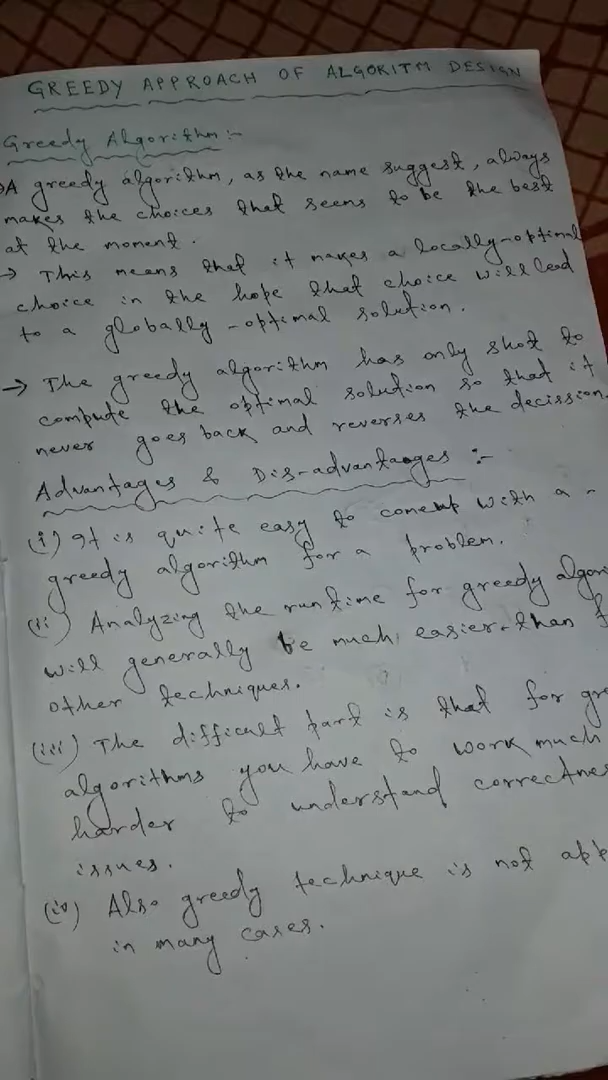 GREEDY APPROACH OF ALGORITM DESIGN
Greedy Algorithm :-
→ A greedy algorithm, as the name suggest, always
makes the choices that seems to be the best
at the moment.
→ This means that it makes a locally-optimal
choice in the hope that choice will lead
to a globally-optimal solution.
→ The greedy algorithm has only shot to
compute the optimal solution so that it
never goes back and reverses the decission.
Advantages & Dis-advantages :-
(i) It is quite easy to come up with a -
greedy algorithm for a problem.
(ii) Analyzing the run time for greedy algori
will generally be much easier than f
other techniques.
(iii) The difficult part is that for gre
algorithms you have to work much
harder to understand correctnes
issues.
(iv) Also greedy technique is not app
in many cases.